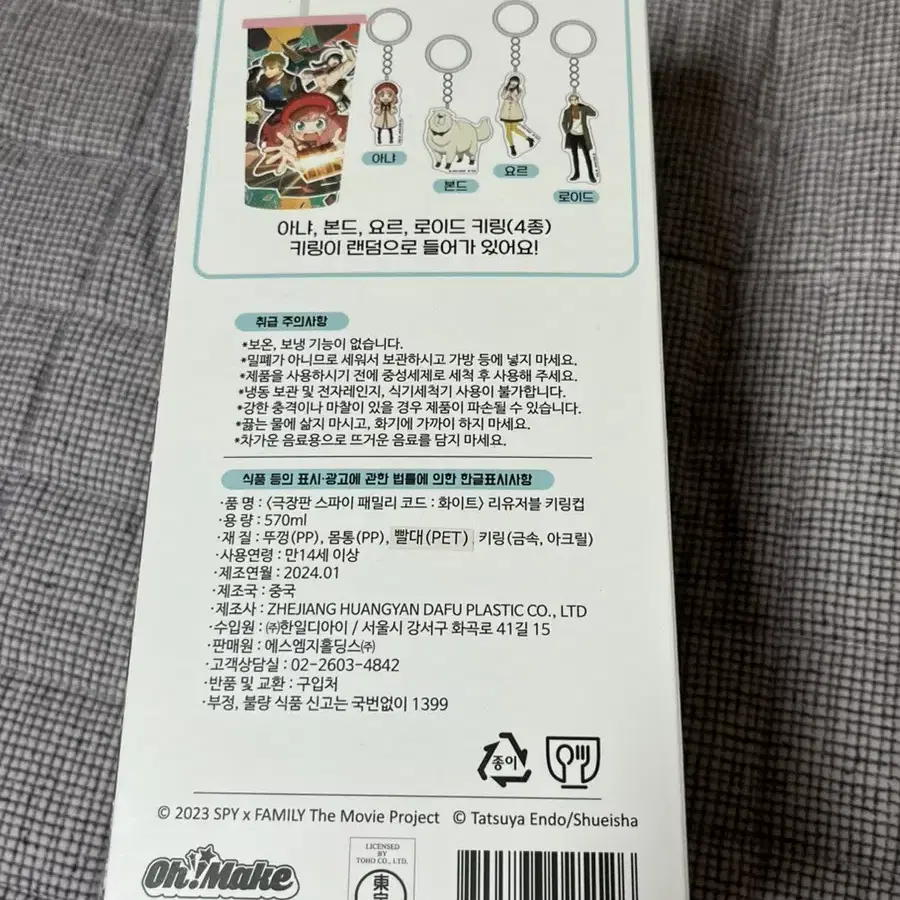 아냐
본드
요르
로이드
아냐, 본드, 요르, 로이드 키링(4종)
키링이 랜덤으로 들어가 있어요!
취급 주의사항
*보온, 보냉 기능이 없습니다.
*밀폐가 아니므로 세워서 보관하시고 가방 등에 넣지 마세요.
*제품을 사용하시기 전에 중성세제로 세척 후 사용해 주세요.
*냉동 보관 및 전자레인지, 식기세척기 사용이 불가합니다.
*강한 충격이나 마찰이 있을 경우 제품이 파손될 수 있습니다.
*끓는 물에 삶지 마시고, 화기에 가까이 하지 마세요.
*차가운 음료용으로 뜨거운 음료를 담지 마세요.
식품 등의 표시·광고에 관한 법률에 의한 한글표시사항
·품 명 : 〈극장판 스파이 패밀리 코드 : 화이트〉 리유저블 키링컵
·용 량 : 570ml
·재 질 : 뚜껑(PP), 몸통(PP), 빨대(PET), 키링(금속, 아크릴)
·사용연령 : 만14세 이상
·제조연월 : 2024.01
·제조국 : 중국
·제조사 : ZHEJIANG HUANGYAN DAFU PLASTIC CO., LTD
·수입원 : ㈜한일디아이 / 서울시 강서구 화곡로 41길 15
·판매원 : 에스엠지홀딩스㈜
·고객상담실 : 02-2603-4842
·반품 및 교환 : 구입처
·부정, 불량 식품 신고는 국번없이 1399
종이
© 2023 SPY x FAMILY The Movie Project © Tatsuya Endo/Shueisha
Oh!Make
LICENSED
BY
TOHO CO., LTD.
東